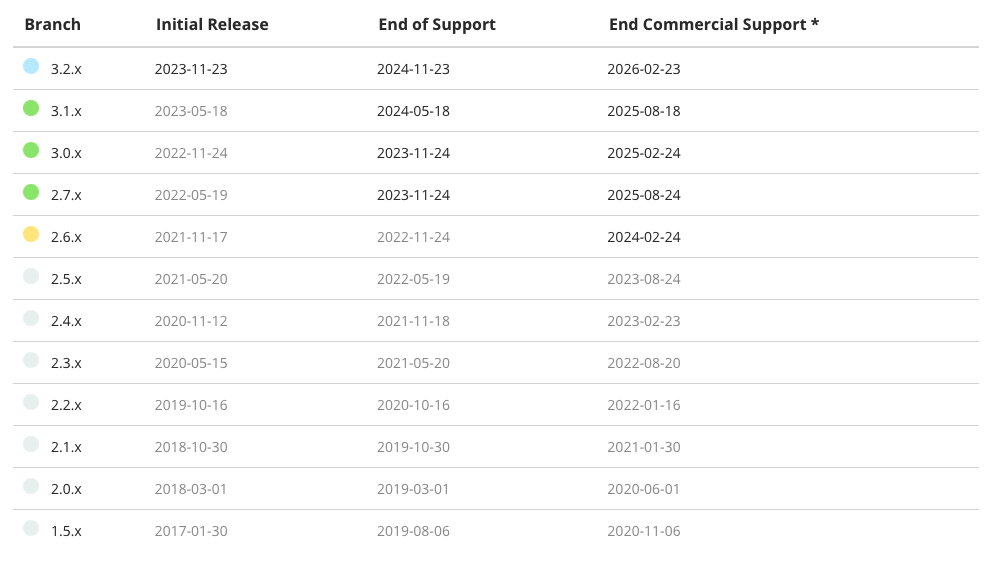 Branch Initial Release End of Support End Commercial Support *
3.2.x 2023-11-23 2024-11-23 2026-02-23
3.1.x 2023-05-18 2024-05-18 2025-08-18
3.0.x 2022-11-24 2023-11-24 2025-02-24
2.7.x 2022-05-19 2023-11-24 2025-08-24
2.6.x 2021-11-17 2022-11-24 2024-02-24
2.5.x 2021-05-20 2022-05-19 2023-08-24
2.4.x 2020-11-12 2021-11-18 2023-02-23
2.3.x 2020-05-15 2021-05-20 2022-08-20
2.2.x 2019-10-16 2020-10-16 2022-01-16
2.1.x 2018-10-30 2019-10-30 2021-01-30
2.0.x 2018-03-01 2019-03-01 2020-06-01
1.5.x 2017-01-30 2019-08-06 2020-11-06